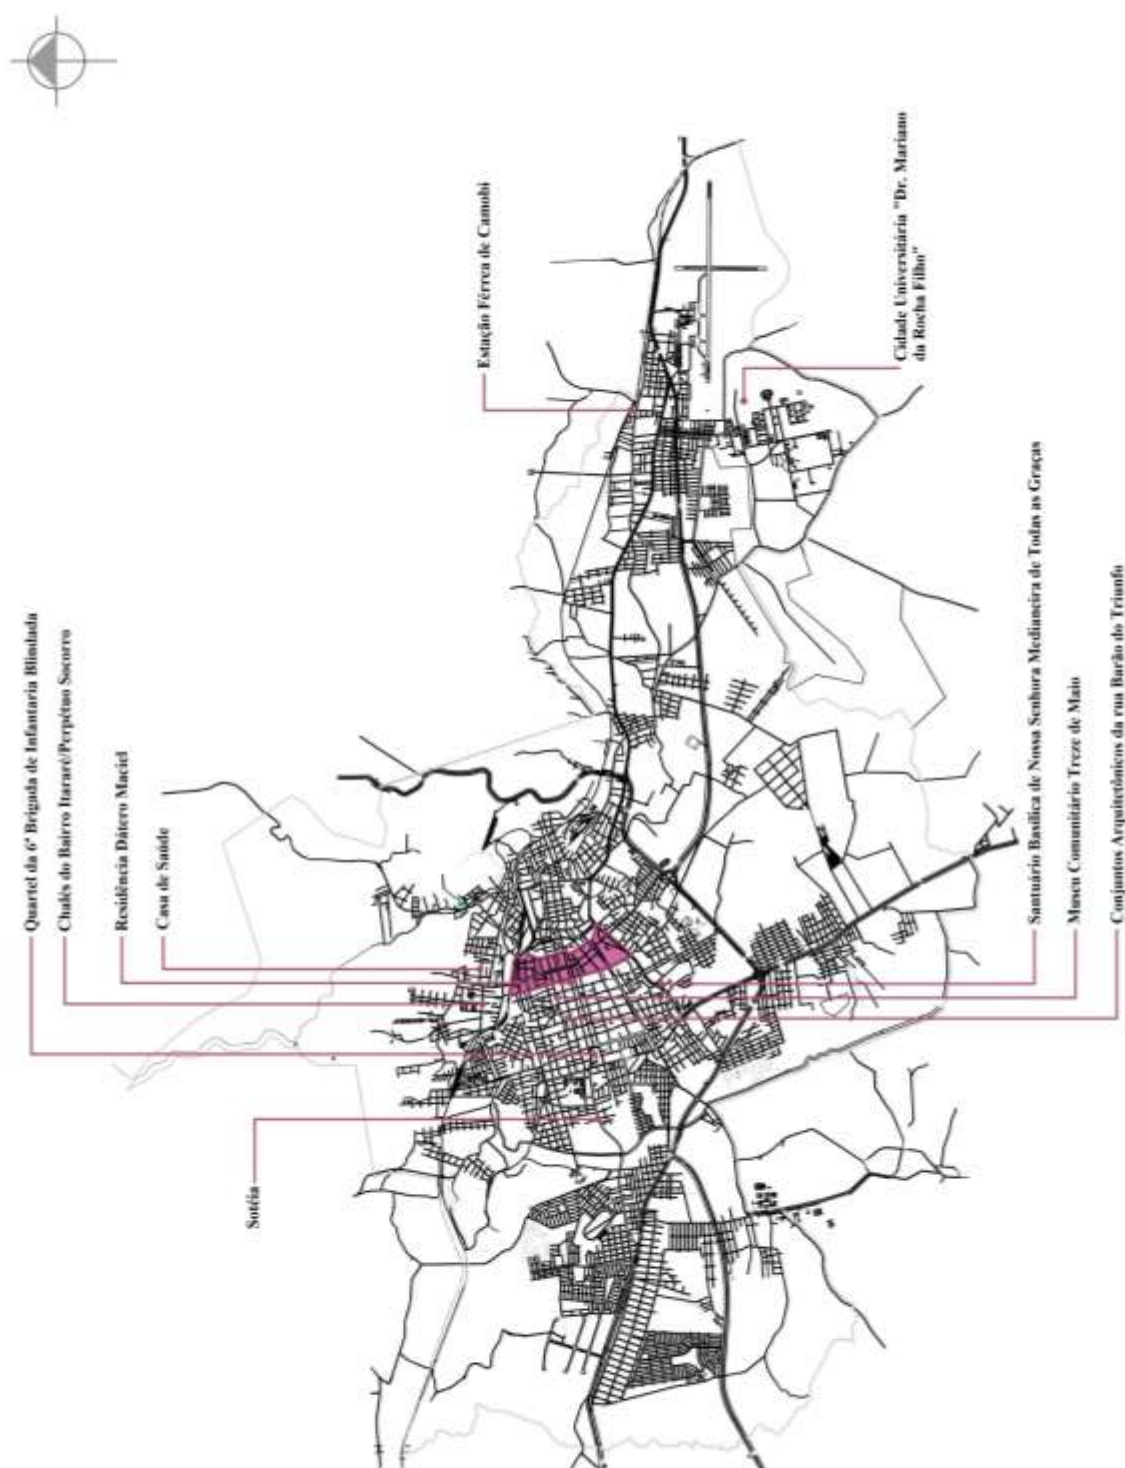 Quartel da 6ª Brigada de Infantaria Blindada
Chalés do Bairro Itararé/Perpétuo Socorro
Residência Dátero Maciel
Casa de Saúde
Sotéia
Estação Férrea de Camobi
Cidade Universitária "Dr. Mariano
da Rocha Filho"
Santuário Basílica de Nossa Senhora Medianeira de Todas as Graças
Museu Comunitário Treze de Maio
Conjuntos Arquitetônicos da rua Barão do Triunfo